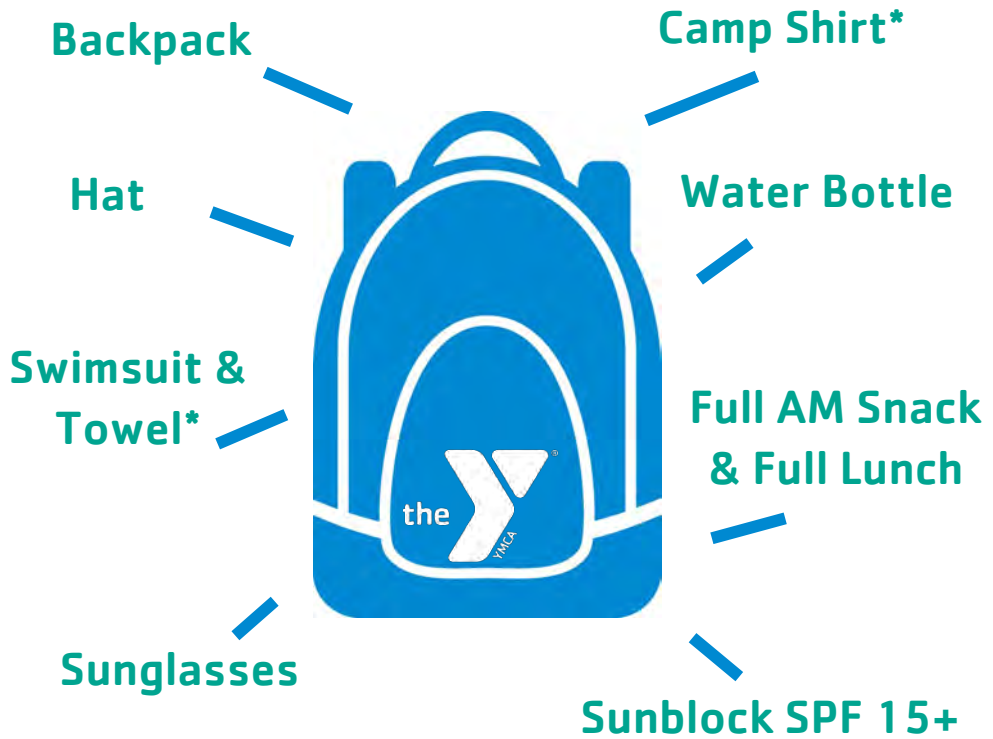 Backpack
Camp Shirt*
Hat
Water Bottle
Swimsuit &
Towel*
Full AM Snack
& Full Lunch
the
YMCA
®
Sunglasses
Sunblock SPF 15+